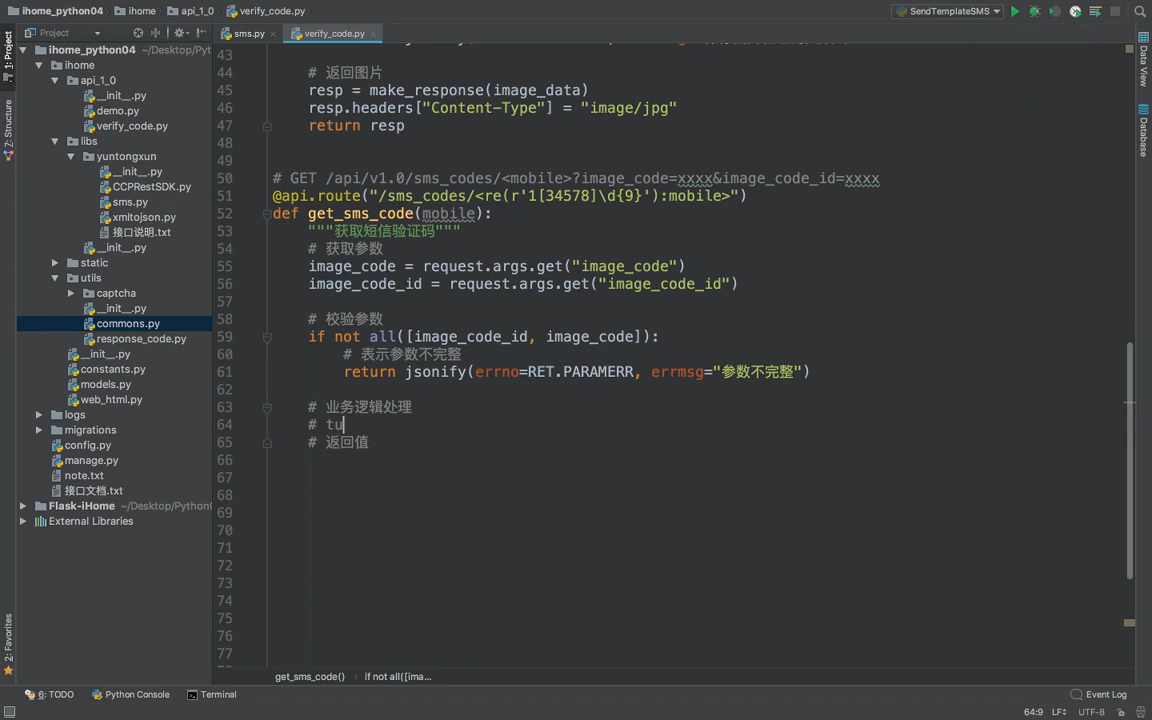 ihome_python04 ihome api_1_0 verify_code.py SendTemplateSMS
Project sms.py verify_code.py
1: Project
Z: Structure
2: Favorites
Data View
Database
ihome_python04 ~/Desktop/Pyt
ihome
api_1_0
__init__.py
demo.py
verify_code.py
libs
yuntongxun
__init__.py
CCPRestSDK.py
sms.py
xmltojson.py
接口说明.txt
__init__.py
static
utils
captcha
__init__.py
commons.py
response_code.py
__init__.py
constants.py
models.py
web_html.py
logs
migrations
config.py
manage.py
note.txt
接口文档.txt
Flask-iHome ~/Desktop/Python(
External Libraries
43
44 # 返回图片
45 resp = make_response(image_data)
46 resp.headers["Content-Type"] = "image/jpg"
47 return resp
48
49
50 # GET /api/v1.0/sms_codes/<mobile>?image_code=xxxx&image_code_id=xxxx
51 @api.route("/sms_codes/<re(r'1[34578]\d{9}'):mobile>")
52 def get_sms_code(mobile):
53 """获取短信验证码"""
54 # 获取参数
55 image_code = request.args.get("image_code")
56 image_code_id = request.args.get("image_code_id")
57
58 # 校验参数
59 if not all([image_code_id, image_code]):
60 # 表示参数不完整
61 return jsonify(errno=RET.PARAMERR, errmsg="参数不完整")
62
63 # 业务逻辑处理
64 # tu
65 # 返回值
66
67
68
69
70
71
72
73
74
75
76
77
get_sms_code() if not all([ima...
6: TODO Python Console Terminal Event Log
64:9 LF UTF-8